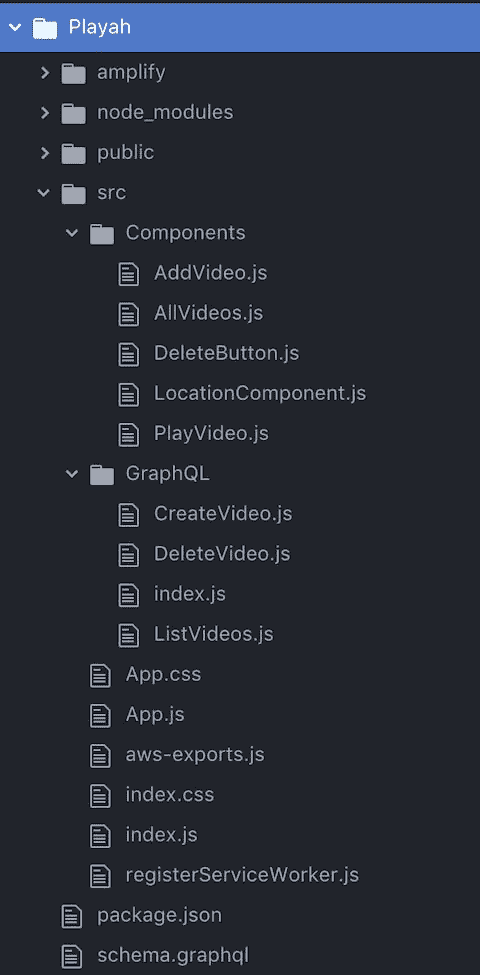 Playah
amplify
node_modules
public
src
Components
AddVideo.js
AllVideos.js
DeleteButton.js
LocationComponent.js
PlayVideo.js
GraphQL
CreateVideo.js
DeleteVideo.js
index.js
ListVideos.js
App.css
App.js
aws-exports.js
index.css
index.js
registerServiceWorker.js
package.json
schema.graphql